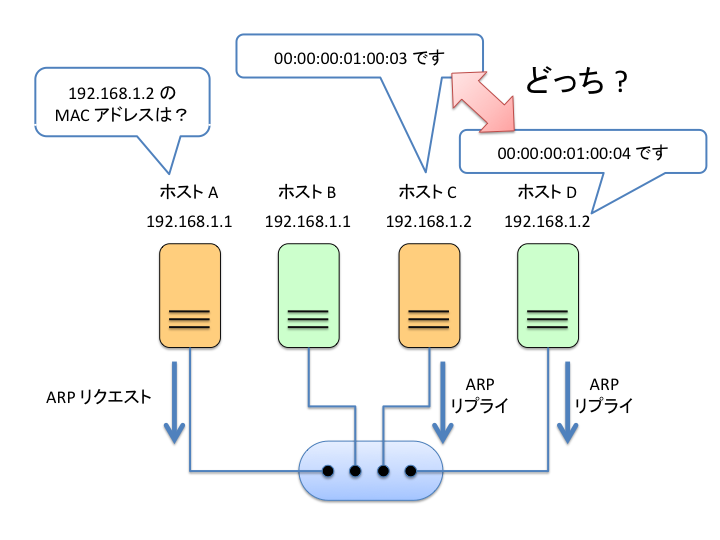 00:00:00:01:00:03 です
どっち ?
192.168.1.2 の
MAC アドレスは？
00:00:00:01:00:04 です
ホスト A
ホスト B
ホスト C
ホスト D
192.168.1.1
192.168.1.1
192.168.1.2
192.168.1.2
ARP リクエスト
ARP
リプライ
ARP
リプライ